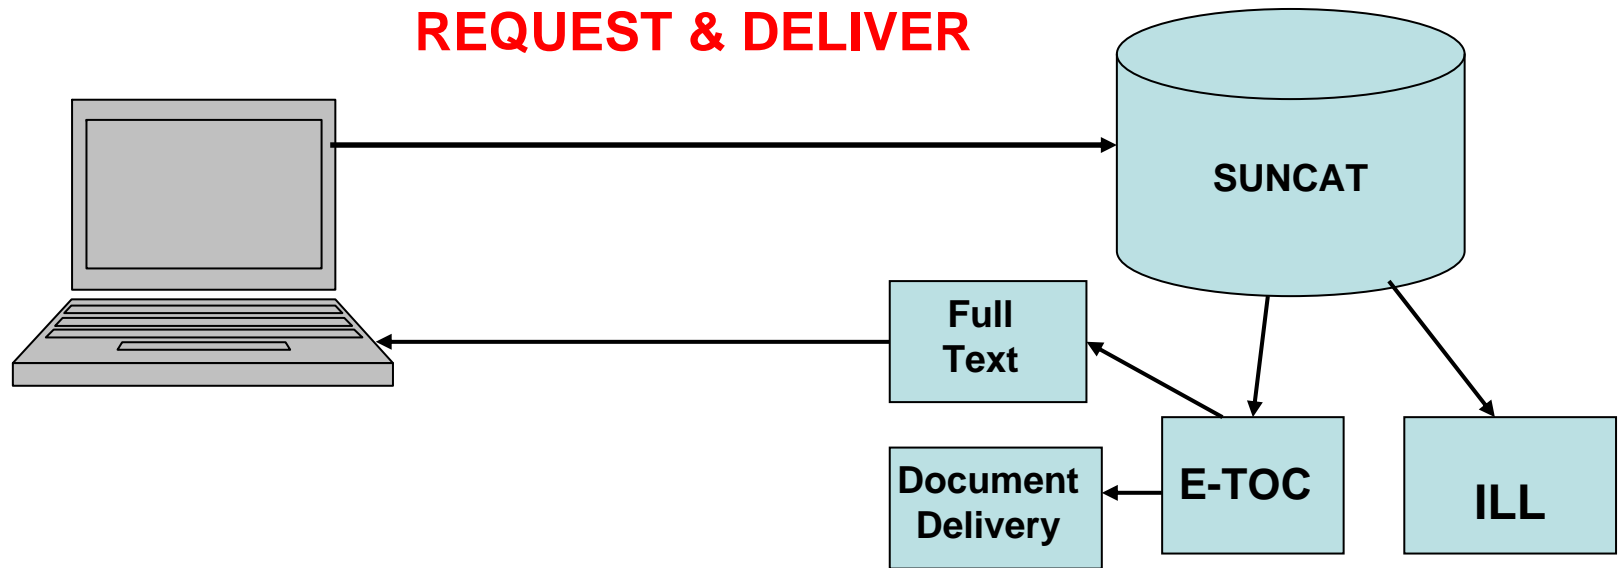 REQUEST & DELIVER
SUNCAT
Full
Text
Document
Delivery
E-TOC
ILL